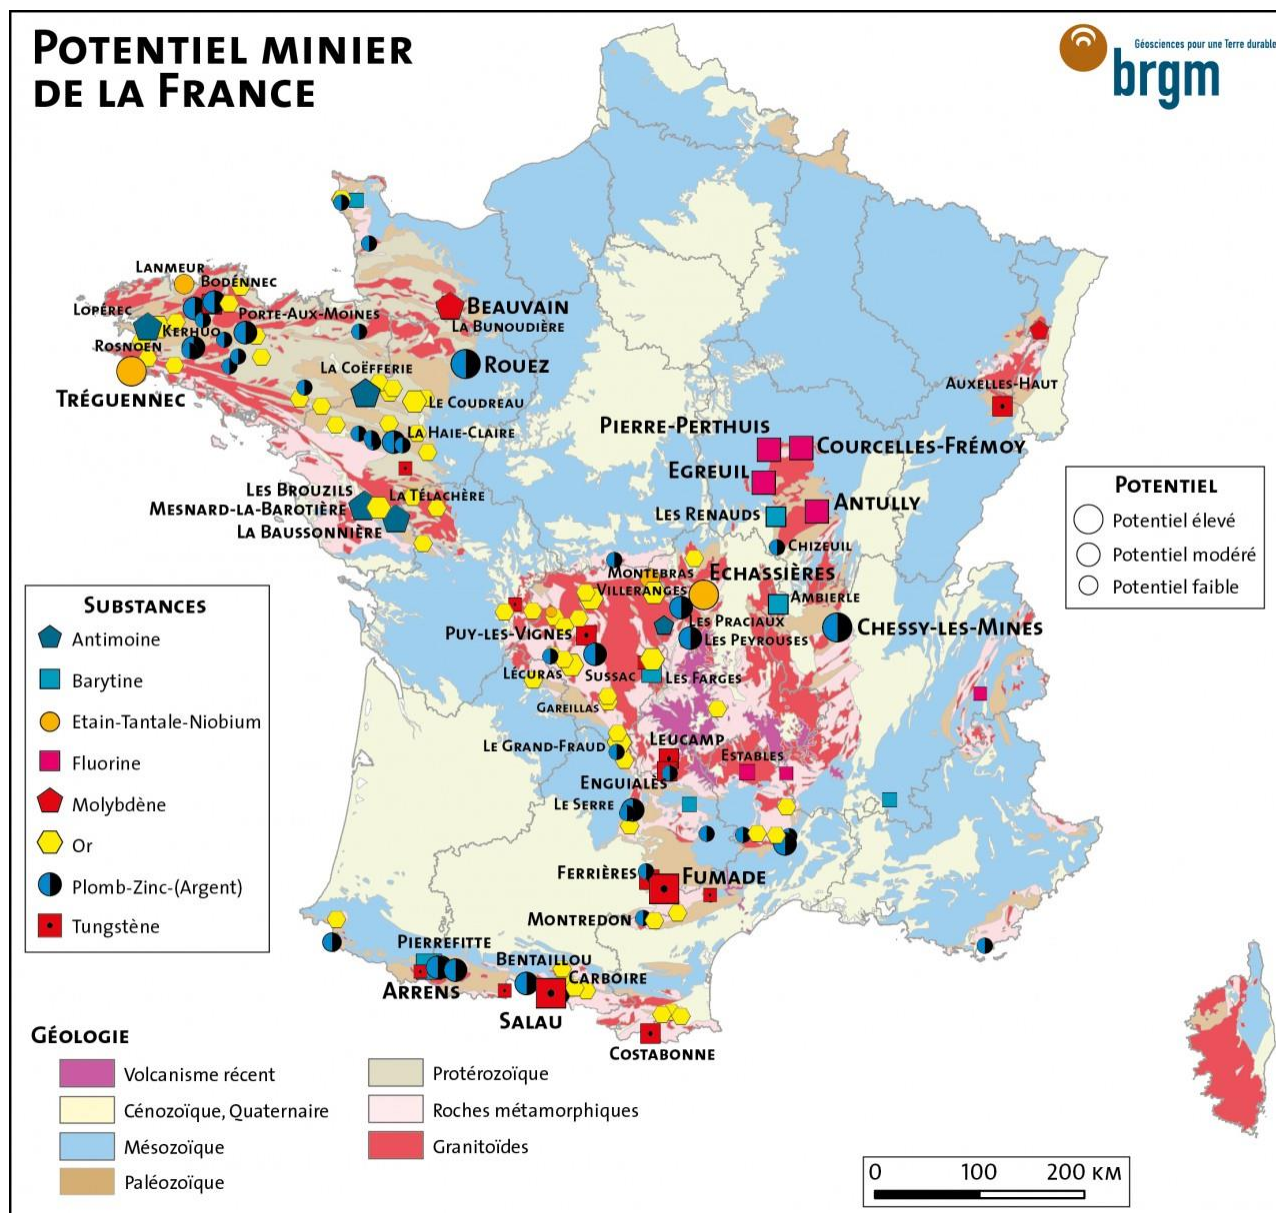 POTENTIEL MINIER
DE LA FRANCE
Géosciences pour une Terre durable
brgm
LANMEUR
BODÉNNEC
LOPÉREC
PORTE-AUX-MOINES
KERHUO
ROSNOEN
TRÉGUENNEC
BEAUVAIN
LA BUNOUDIÈRE
LA COËFFERIE
ROUEZ
LE COUDREAU
LA HAIE-CLAIRE
AUXELLES-HAUT
PIERRE-PERTHUIS
COURCELLES-FRÉMOY
EGREUIL
LES BROUZILS
LA TÉLACHÈRE
MESNARD-LA-BAROTIÈRE
LA BAUSSONNIÈRE
LES RENAUDS
ANTULLY
CHIZEUIL
MONTEBRAS
ECHASSIÈRES
VILLERANGES
AMBIERLE
LES PRACIAUX
CHESSY-LES-MINES
PUY-LES-VIGNES
LES PEYROUSES
LÉCURAS
SUSSAC
LES FARGES
GAREILLAS
LE GRAND-FRAUD
LEUCAMP
ESTABLES
ENGUIALÈS
LE SERRE
FERRIÈRES
FUMADE
MONTREDON
PIERREFITTE
BENTAILLOU
CARBOIRE
ARRENS
SALAU
COSTABONNE
POTENTIEL
Potentiel élevé
Potentiel modéré
Potentiel faible
SUBSTANCES
Antimoine
Barytine
Etain-Tantale-Niobium
Fluorine
Molybdène
Or
Plomb-Zinc-(Argent)
Tungstène
GÉOLOGIE
Volcanisme récent
Cénozoïque, Quaternaire
Mésozoïque
Paléozoïque
Protérozoïque
Roches métamorphiques
Granitoïdes
0 100 200 KM